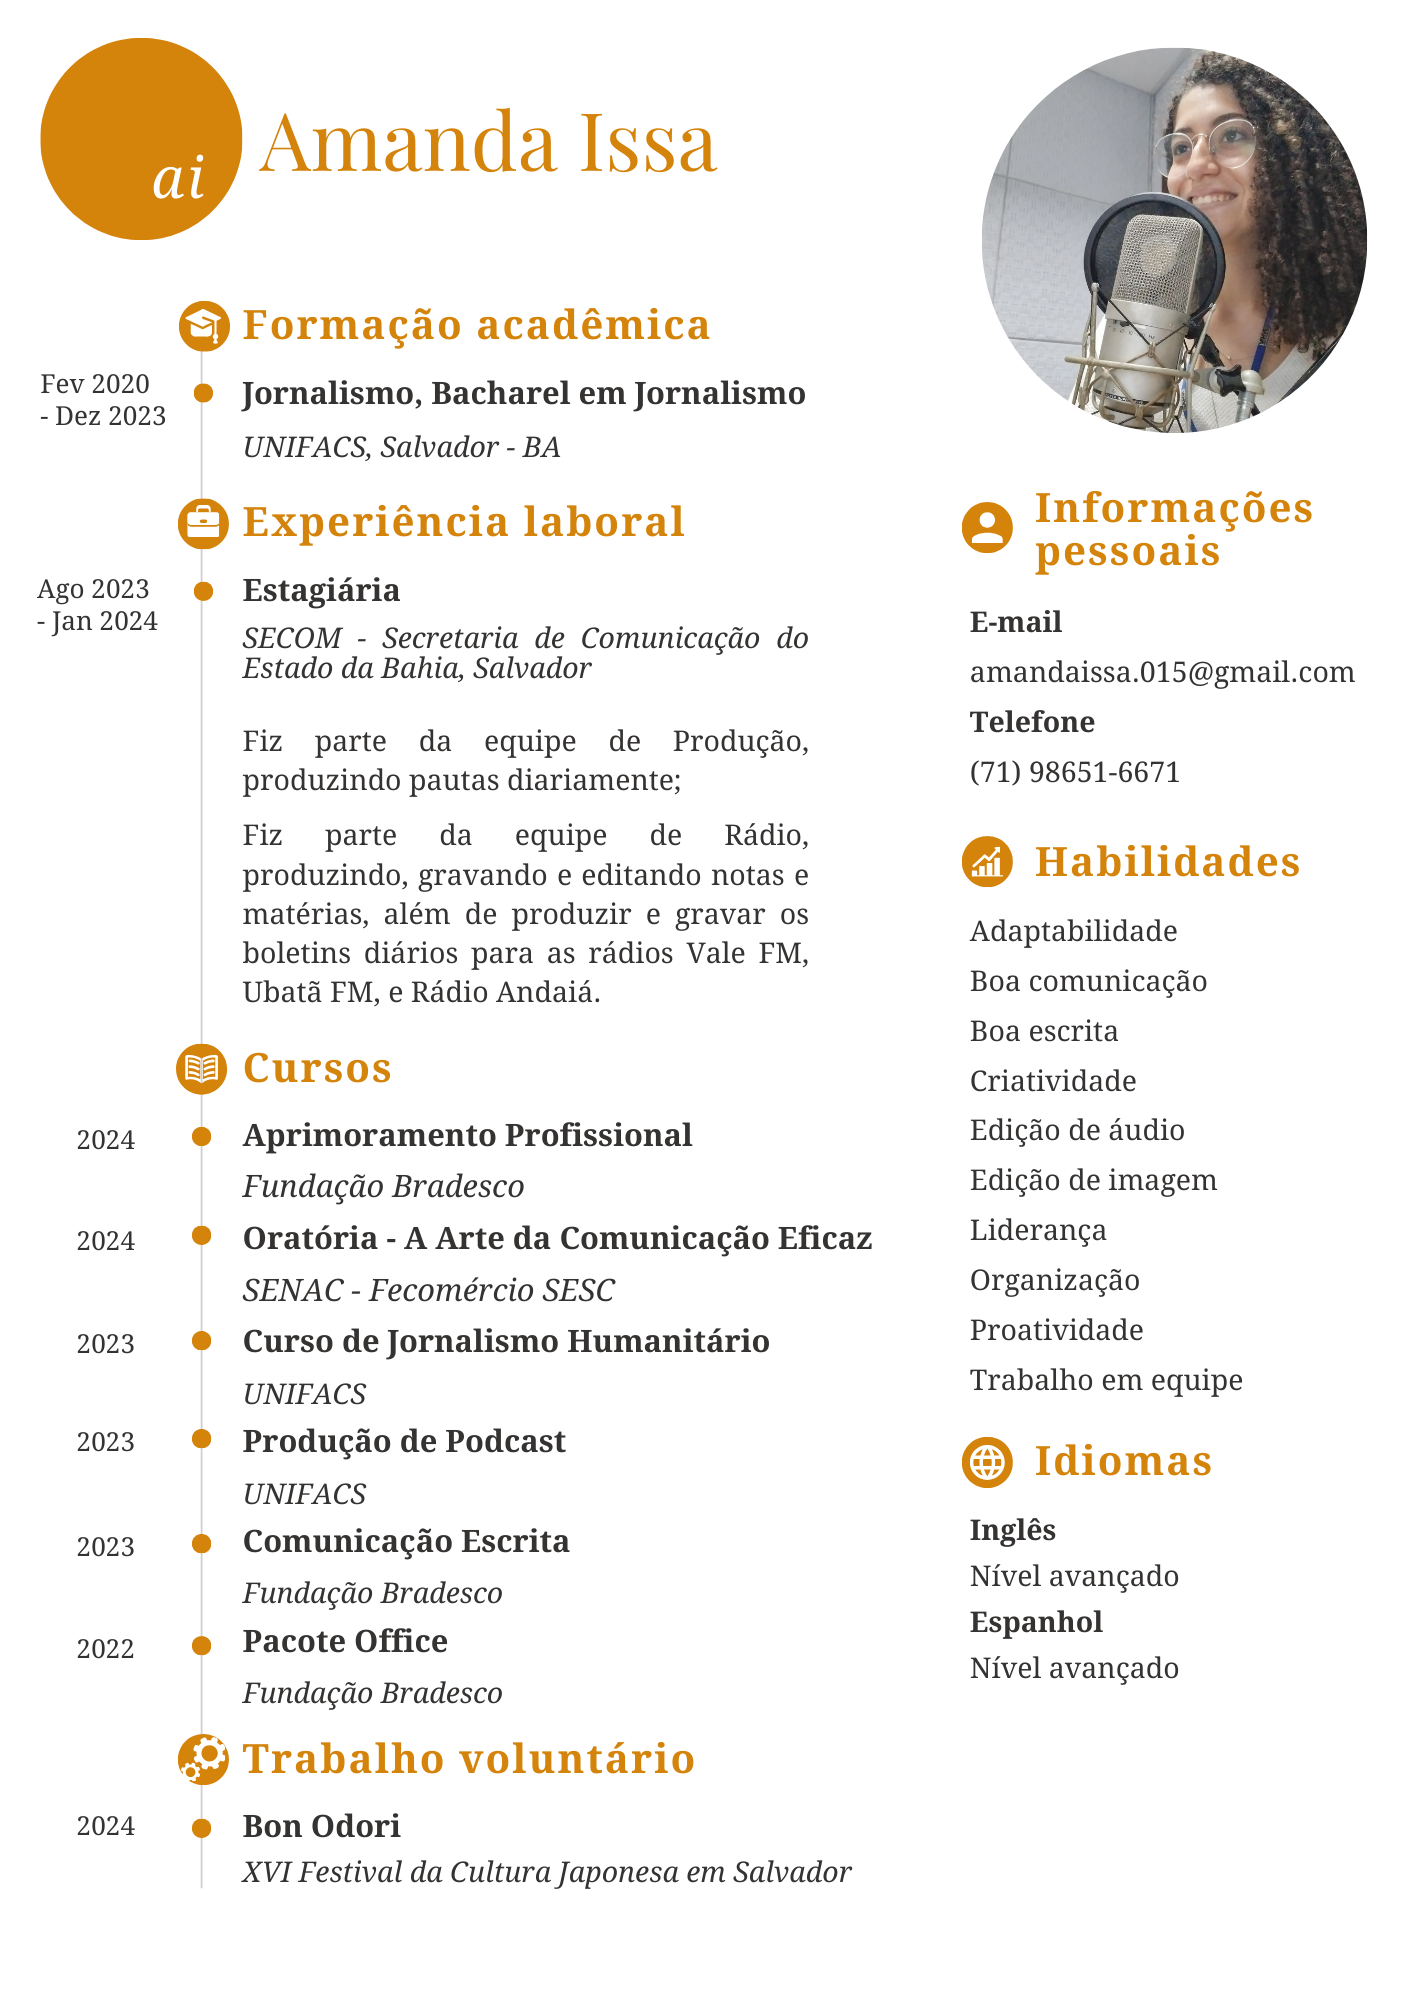 ai
Amanda Issa
Formação acadêmica
Fev 2020
- Dez 2023
Jornalismo, Bacharel em Jornalismo
UNIFACS, Salvador - BA
Experiência laboral
Ago 2023
- Jan 2024
Estagiária
SECOM - Secretaria de Comunicação do
Estado da Bahia, Salvador
Fiz parte da equipe de Produção,
produzindo pautas diariamente;
Fiz parte da equipe de Rádio,
produzindo, gravando e editando notas e
matérias, além de produzir e gravar os
boletins diários para as rádios Vale FM,
Ubatã FM, e Rádio Andaiá.
Cursos
2024
Aprimoramento Profissional
Fundação Bradesco
2024
Oratória - A Arte da Comunicação Eficaz
SENAC - Fecomércio SESC
2023
Curso de Jornalismo Humanitário
UNIFACS
2023
Produção de Podcast
UNIFACS
2023
Comunicação Escrita
Fundação Bradesco
2022
Pacote Office
Fundação Bradesco
Trabalho voluntário
2024
Bon Odori
XVI Festival da Cultura Japonesa em Salvador
Informações
pessoais
E-mail
amandaissa.015@gmail.com
Telefone
(71) 98651-6671
Habilidades
Adaptabilidade
Boa comunicação
Boa escrita
Criatividade
Edição de áudio
Edição de imagem
Liderança
Organização
Proatividade
Trabalho em equipe
Idiomas
Inglês
Nível avançado
Espanhol
Nível avançado